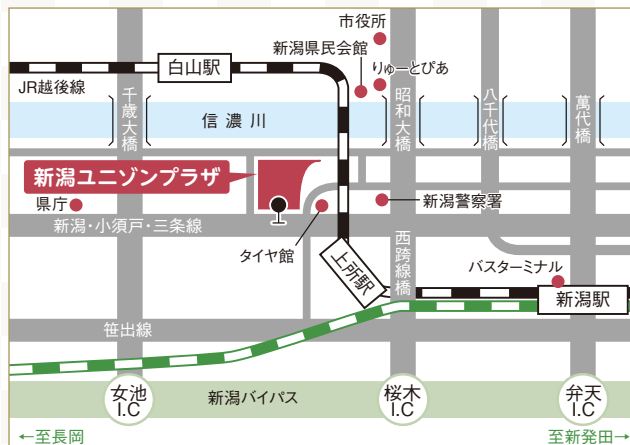 市役所
新潟県民会館
りゅーとぴあ
白山駅
JR越後線
千歳大橋
信濃川
昭和大橋
八千代橋
萬代橋
新潟ユニゾンプラザ
県庁
新潟警察署
新潟・小須戸・三条線
タイヤ館
上所駅
西跨線橋
バスターミナル
新潟駅
笹出線
女池
I.C
新潟バイパス
桜木
I.C
弁天
I.C
←至長岡
至新発田→